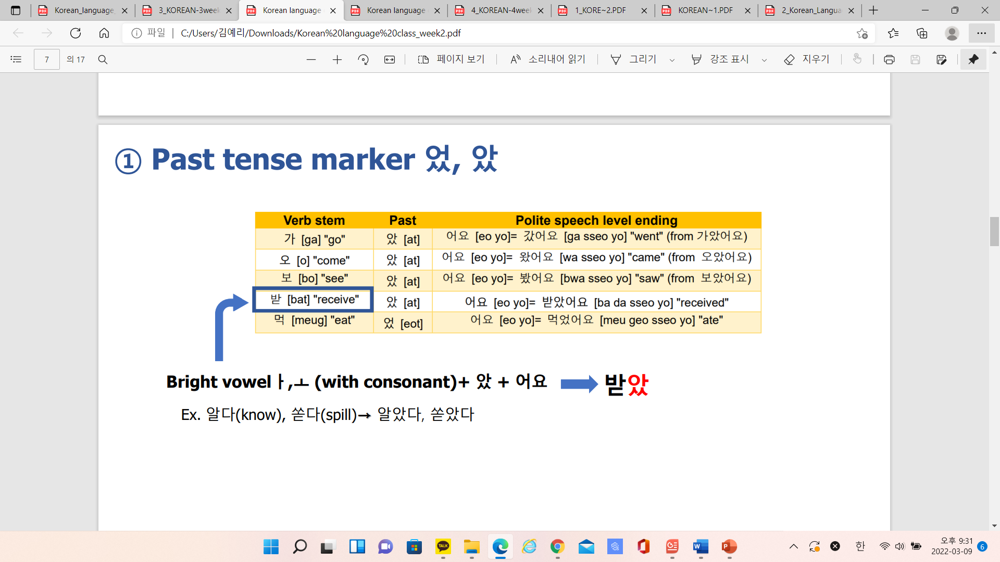 Korean_language_
3_KOREAN-3week
Korean language
Korean language
4_KOREAN-4week
1_KORE~2.PDF
KOREAN~1.PDF
2_Korean_Langua
파일 | C:/Users/김예리/Downloads/Korean%20language%20class_week2.pdf
7 의 17
페이지 보기
소리내어 읽기
그리기
강조 표시
지우기
① Past tense marker 었, 았
Verb stem Past Polite speech level ending
가 [ga] "go" 았 [at] 어요 [eo yo]= 갔어요 [ga sseo yo] "went" (from 가았어요)
오 [o] "come" 았 [at] 어요 [eo yo]= 왔어요 [wa sseo yo] "came" (from 오았어요)
보 [bo] "see" 았 [at] 어요 [eo yo]= 봤어요 [bwa sseo yo] "saw" (from 보았어요)
받 [bat] "receive" 았 [at] 어요 [eo yo]= 받았어요 [ba da sseo yo] "received"
먹 [meug] "eat" 었 [eot] 어요 [eo yo]= 먹었어요 [meu geo sseo yo] "ate"
Bright vowelㅏ,ㅗ (with consonant)+ 았 + 어요 받았
Ex. 알다(know), 쏟다(spill)→ 알았다, 쏟았다
TALK
한
오후 9:31
2022-03-09
6